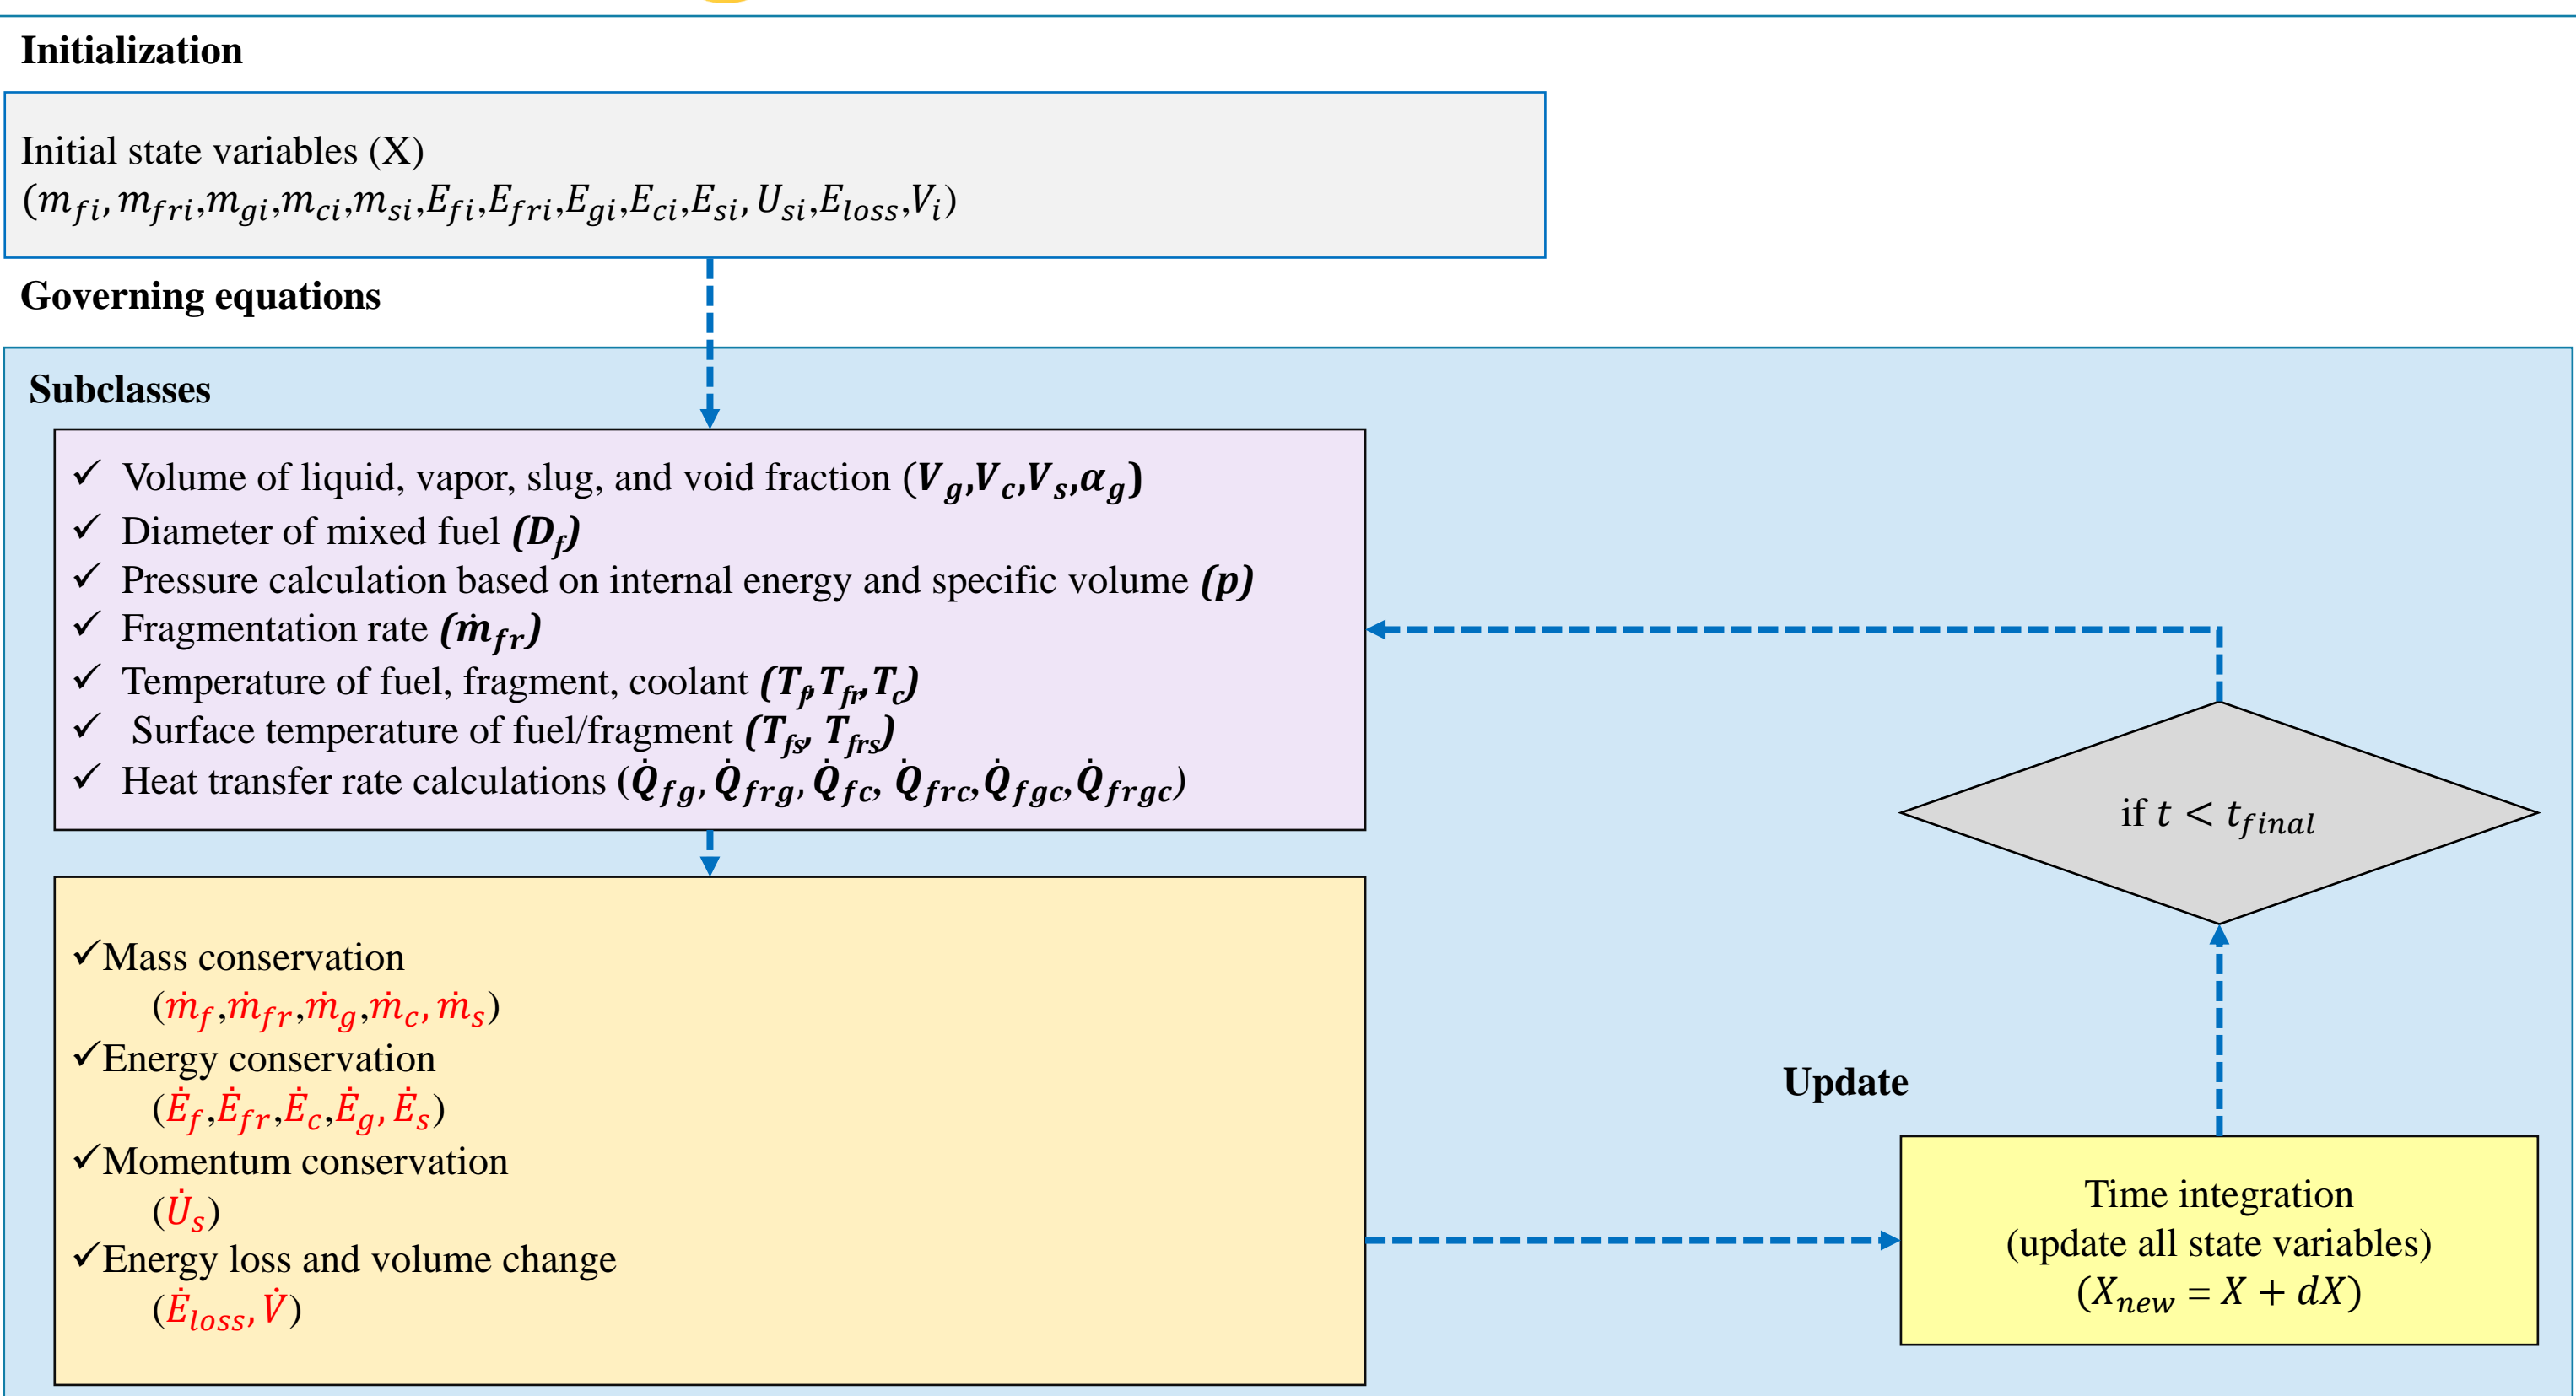 Initialization
Initial state variables (X)
(m_fi, m_fri,m_gi,m_ci,m_si,E_fi,E_fri,E_gi,E_ci,E_si, U_si,E_loss,V_i)
Governing equations
Subclasses
✓ Volume of liquid, vapor, slug, and void fraction (V_g,V_c,V_s,α_g)
✓ Diameter of mixed fuel (D_f)
✓ Pressure calculation based on internal energy and specific volume (p)
✓ Fragmentation rate (ṁ_fr)
✓ Temperature of fuel, fragment, coolant (T_f,T_fr,T_c)
✓ Surface temperature of fuel/fragment (T_fs, T_frs)
✓ Heat transfer rate calculations (Q̇_fg, Q̇_frg, Q̇_fc, Q̇_frc,Q̇_fgc,Q̇_frgc)
if t < t_final
✓Mass conservation
(ṁ_f,ṁ_fr,ṁ_g,ṁ_c, ṁ_s)
✓Energy conservation
(Ė_f,Ė_fr,Ė_c,Ė_g, Ė_s)
✓Momentum conservation
(U̇_s)
✓Energy loss and volume change
(Ė_loss, V̇)
Update
Time integration
(update all state variables)
(X_new = X + dX)